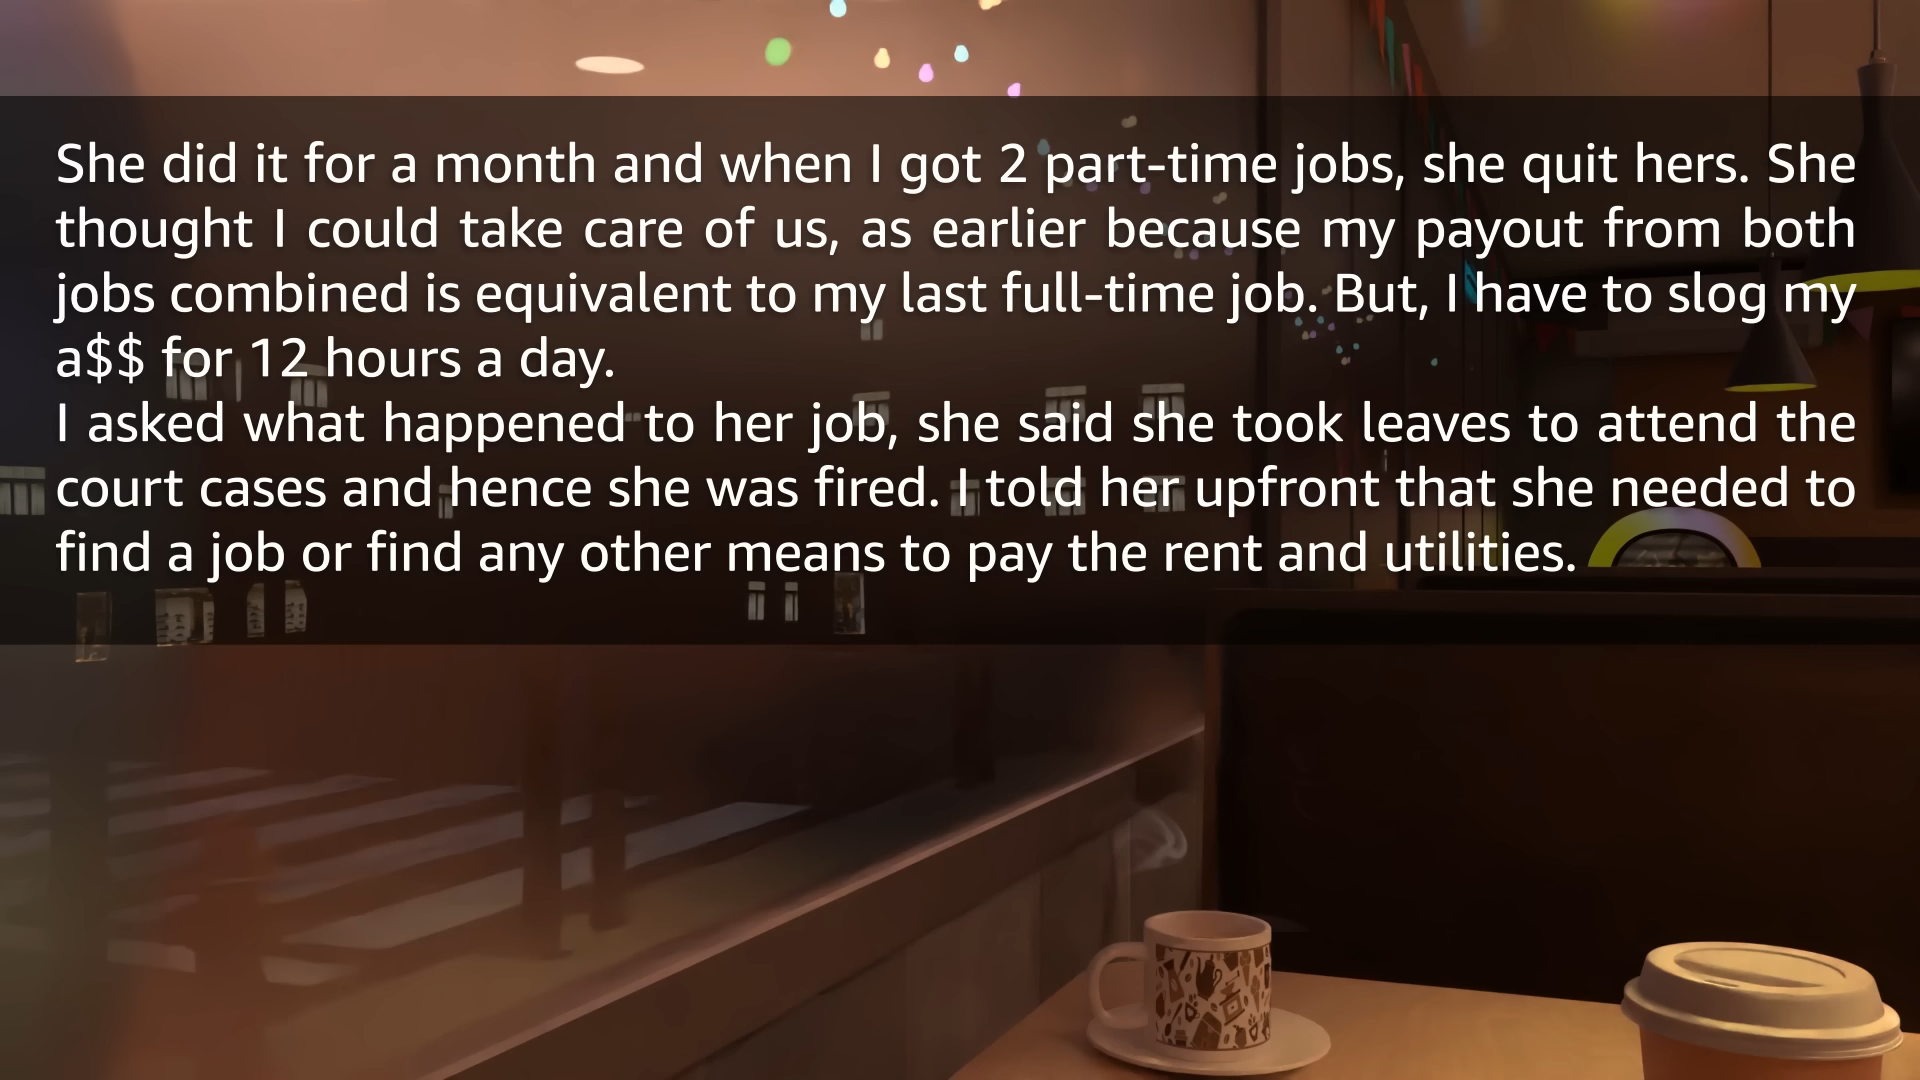 She did it for a month and when I got 2 part-time jobs, she quit hers. She
thought I could take care of us, as earlier because my payout from both
jobs combined is equivalent to my last full-time job. But, I have to slog my
a$$ for 12 hours a day.
I asked what happened to her job, she said she took leaves to attend the
court cases and hence she was fired. I told her upfront that she needed to
find a job or find any other means to pay the rent and utilities.